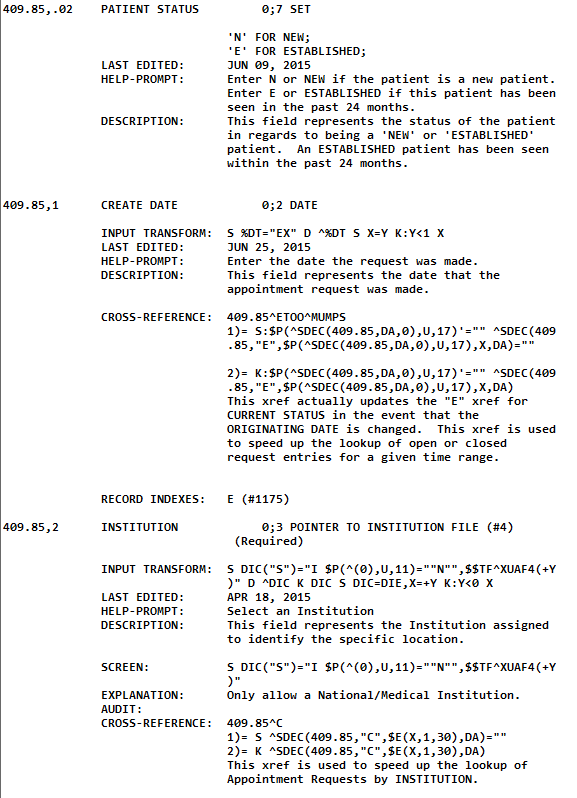 409.85,.02    PATIENT STATUS         0;7 SET
'N' FOR NEW;
'E' FOR ESTABLISHED;
LAST EDITED:      JUN 09, 2015
HELP-PROMPT:      Enter N or NEW if the patient is a new patient.
Enter E or ESTABLISHED if this patient has been
seen in the past 24 months.
DESCRIPTION:      This field represents the status of the patient
in regards to being a 'NEW' or 'ESTABLISHED'
patient.  An ESTABLISHED patient has been seen
within the past 24 months.
409.85,1      CREATE DATE            0;2 DATE
INPUT TRANSFORM:  S %DT="EX" D ^%DT S X=Y K:Y<1 X
LAST EDITED:      JUN 25, 2015
HELP-PROMPT:      Enter the date the request was made.
DESCRIPTION:      This field represents the date that the
appointment request was made.
CROSS-REFERENCE:  409.85^ETOO^MUMPS
1)= S:$P(^SDEC(409.85,DA,0),U,17)'="" ^SDEC(409
.85,"E",$P(^SDEC(409.85,DA,0),U,17),X,DA)=""
2)= K:$P(^SDEC(409.85,DA,0),U,17)'="" ^SDEC(409
.85,"E",$P(^SDEC(409.85,DA,0),U,17),X,DA)
This xref actually updates the "E" xref for
CURRENT STATUS in the event that the
ORIGINATING DATE is changed.  This xref is used
to speed up the lookup of open or closed
request entries for a given time range.
RECORD INDEXES:   E (#1175)
409.85,2      INSTITUTION            0;3 POINTER TO INSTITUTION FILE (#4)
(Required)
INPUT TRANSFORM:  S DIC("S")="I $P(^(0),U,11)=""N"",$$TF^XUAF4(+Y
)" D ^DIC K DIC S DIC=DIE,X=+Y K:Y<0 X
LAST EDITED:      APR 18, 2015
HELP-PROMPT:      Select an Institution
DESCRIPTION:      This field represents the Institution assigned
to identify the specific location.
SCREEN:           S DIC("S")="I $P(^(0),U,11)=""N"",$$TF^XUAF4(+Y
)"
EXPLANATION:      Only allow a National/Medical Institution.
AUDIT:
CROSS-REFERENCE:  409.85^C
1)= S ^SDEC(409.85,"C",$E(X,1,30),DA)=""
2)= K ^SDEC(409.85,"C",$E(X,1,30),DA)
This xref is used to speed up the lookup of
Appointment Requests by INSTITUTION.